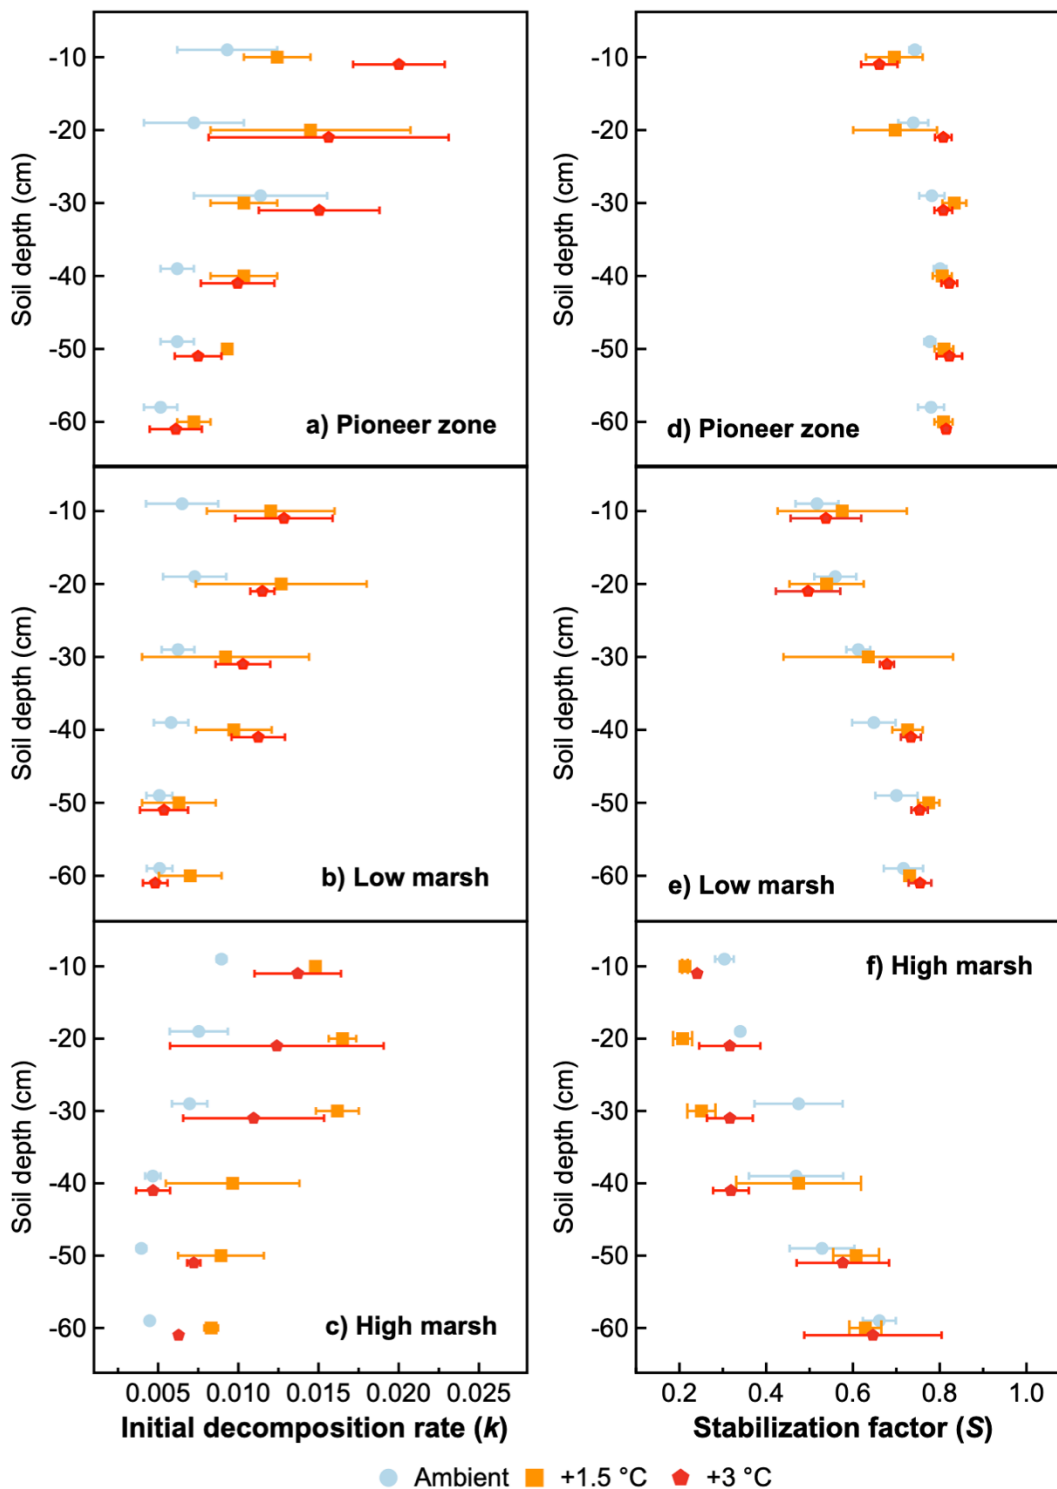 -10
-20
-30
-40
-50
-60
Soil depth (cm)
a) Pioneer zone
-10
-20
-30
-40
-50
-60
Soil depth (cm)
d) Pioneer zone
-10
-20
-30
-40
-50
-60
Soil depth (cm)
b) Low marsh
-10
-20
-30
-40
-50
-60
Soil depth (cm)
e) Low marsh
-10
-20
-30
-40
-50
-60
Soil depth (cm)
c) High marsh
-10
-20
-30
-40
-50
-60
Soil depth (cm)
f) High marsh
0.005 0.010 0.015 0.020 0.025
Initial decomposition rate (k)
0.2 0.4 0.6 0.8 1.0
Stabilization factor (S)
Ambient +1.5 °C +3 °C